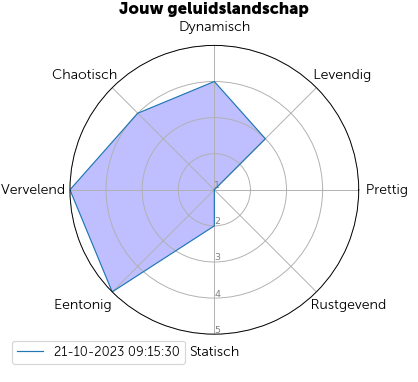 Jouw geluidslandschap
Dynamisch
Chaotisch
Levendig
Vervelend
1
Prettig
2
3
4
Eentonig
Rustgevend
5
21-10-2023 09:15:30
Statisch